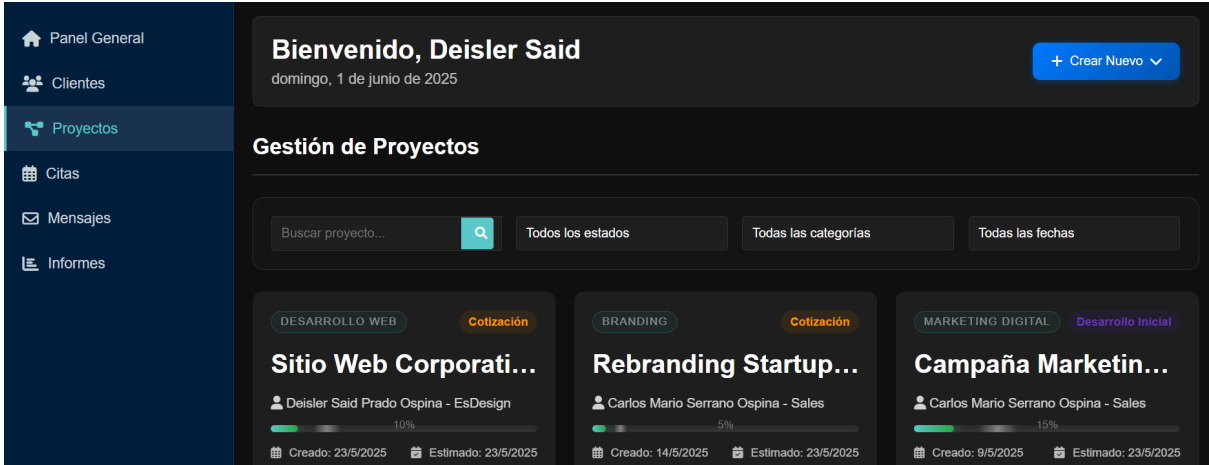 Panel General
Clientes
Proyectos
Citas
Mensajes
Informes
Bienvenido, Deisler Said
domingo, 1 de junio de 2025
+ Crear Nuevo
Gestión de Proyectos
Buscar proyecto...
Todos los estados
Todas las categorías
Todas las fechas
DESARROLLO WEB
Cotización
Sitio Web Corporati...
Deisler Said Prado Ospina - EsDesign
10%
Creado: 23/5/2025
Estimado: 23/5/2025
BRANDING
Cotización
Rebranding Startup...
Carlos Mario Serrano Ospina - Sales
5%
Creado: 14/5/2025
Estimado: 23/5/2025
MARKETING DIGITAL
Desarrollo Inicial
Campaña Marketin...
Carlos Mario Serrano Ospina - Sales
15%
Creado: 9/5/2025
Estimado: 23/5/2025